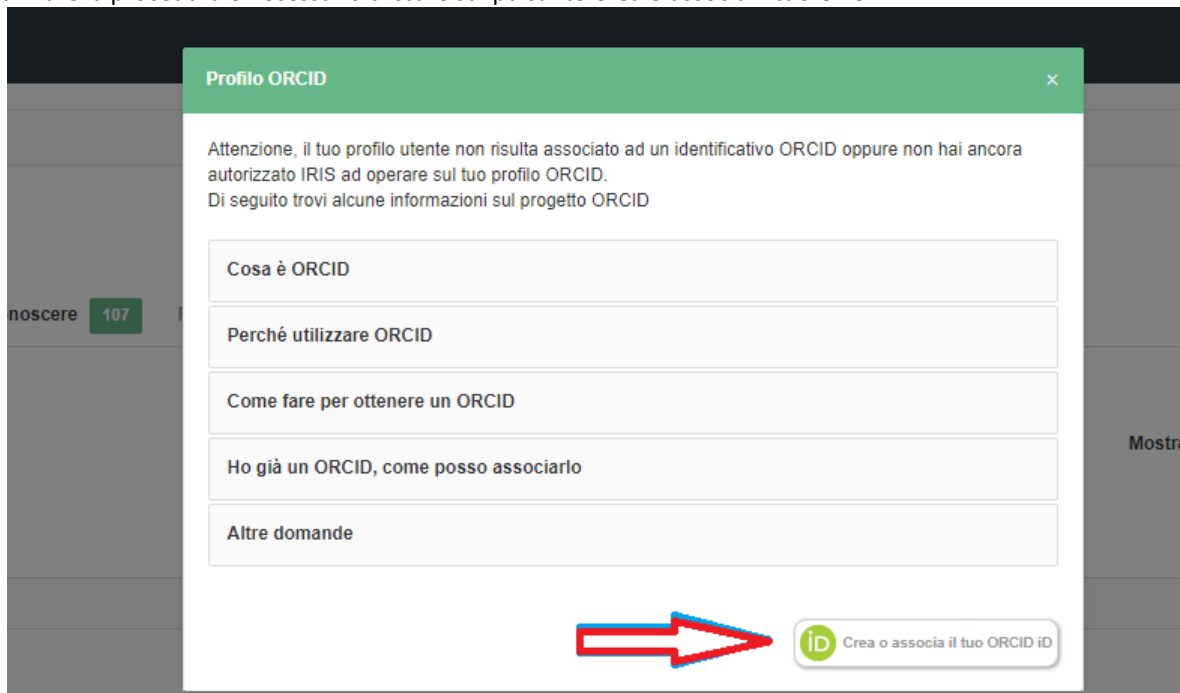 Profilo ORCID ×
Attenzione, il tuo profilo utente non risulta associato ad un identificativo ORCID oppure non hai ancora
autorizzato IRIS ad operare sul tuo profilo ORCID.
Di seguito trovi alcune informazioni sul progetto ORCID
Cosa è ORCID
noscere 107
Perché utilizzare ORCID
Come fare per ottenere un ORCID
Mostra
Ho già un ORCID, come posso associarlo
Altre domande
iD Crea o associa il tuo ORCID iD